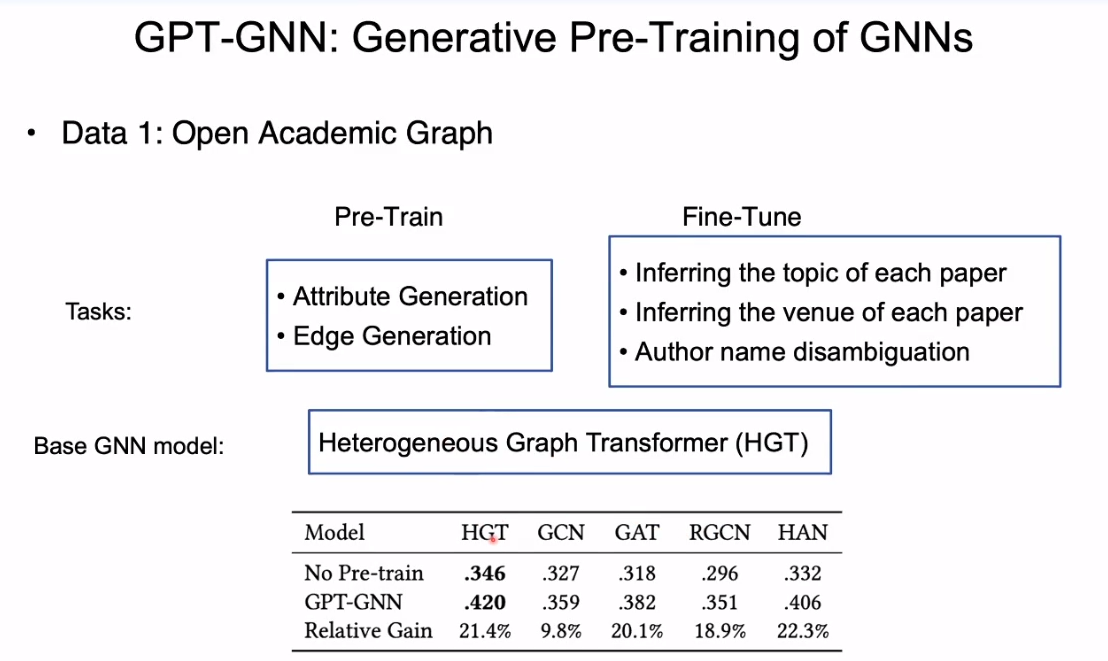 GPT-GNN: Generative Pre-Training of GNNs
• Data 1: Open Academic Graph
Pre-Train
Fine-Tune
Tasks:
• Attribute Generation
• Edge Generation
• Inferring the topic of each paper
• Inferring the venue of each paper
• Author name disambiguation
Base GNN model:
Heterogeneous Graph Transformer (HGT)
Model HGT GCN GAT RGCN HAN
No Pre-train .346 .327 .318 .296 .332
GPT-GNN .420 .359 .382 .351 .406
Relative Gain 21.4% 9.8% 20.1% 18.9% 22.3%